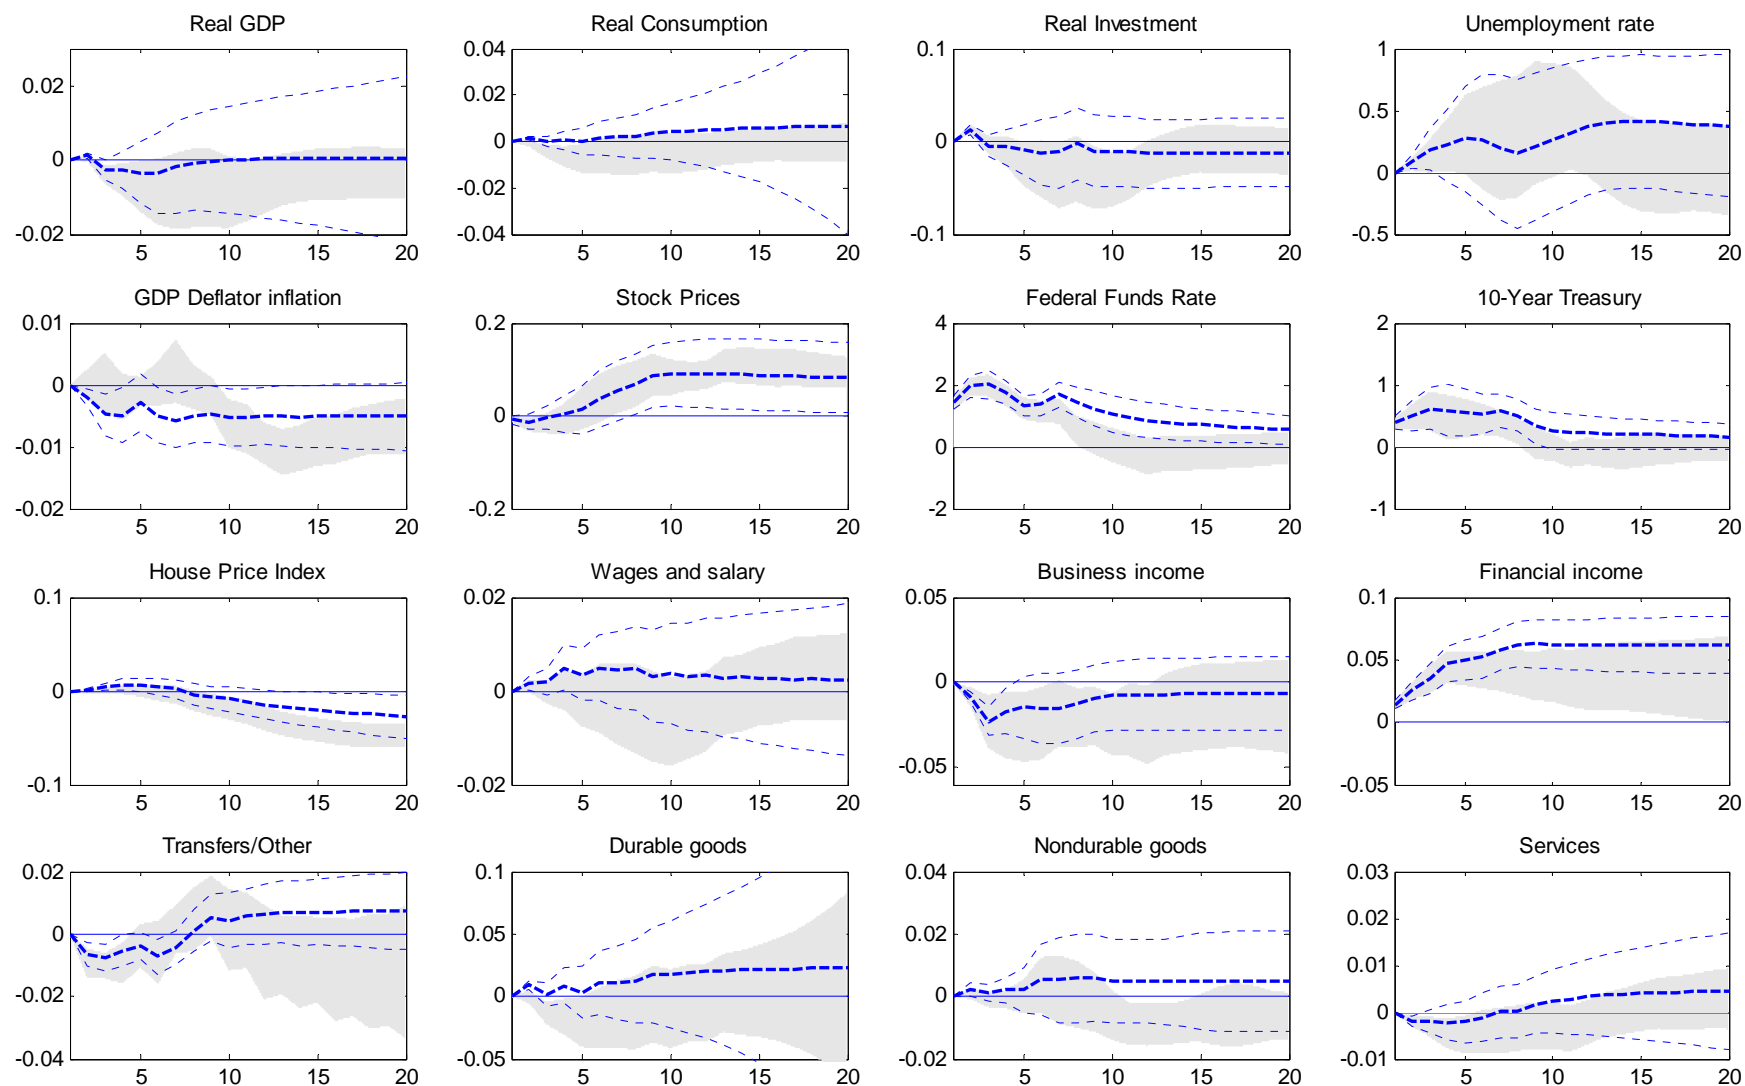 Real GDP Real Consumption Real Investment Unemployment rate
0.04 0.1 1
0.02 0.02 0.5
0 0 0 0
-0.02
-0.02 -0.04 -0.1 -0.5
5 10 15 20 5 10 15 20 5 10 15 20 5 10 15 20
GDP Deflator inflation Stock Prices Federal Funds Rate 10-Year Treasury
0.01 0.2 4 2
0 2 1
0 
-0.01 0 0
-0.02 -0.2 -2 -1
5 10 15 20 5 10 15 20 5 10 15 20 5 10 15 20
House Price Index Wages and salary Business income Financial income
0.1 0.02 0.05 0.1
0.05
0 0 0 0
-0.1 -0.02 -0.05 -0.05
5 10 15 20 5 10 15 20 5 10 15 20 5 10 15 20
Transfers/Other Durable goods Nondurable goods Services
0.02 0.1 0.04 0.03
0.02
0 0.05 0.02 0.01
-0.02 0 0 0
-0.04 -0.05 -0.02 -0.01
5 10 15 20 5 10 15 20 5 10 15 20 5 10 15 20